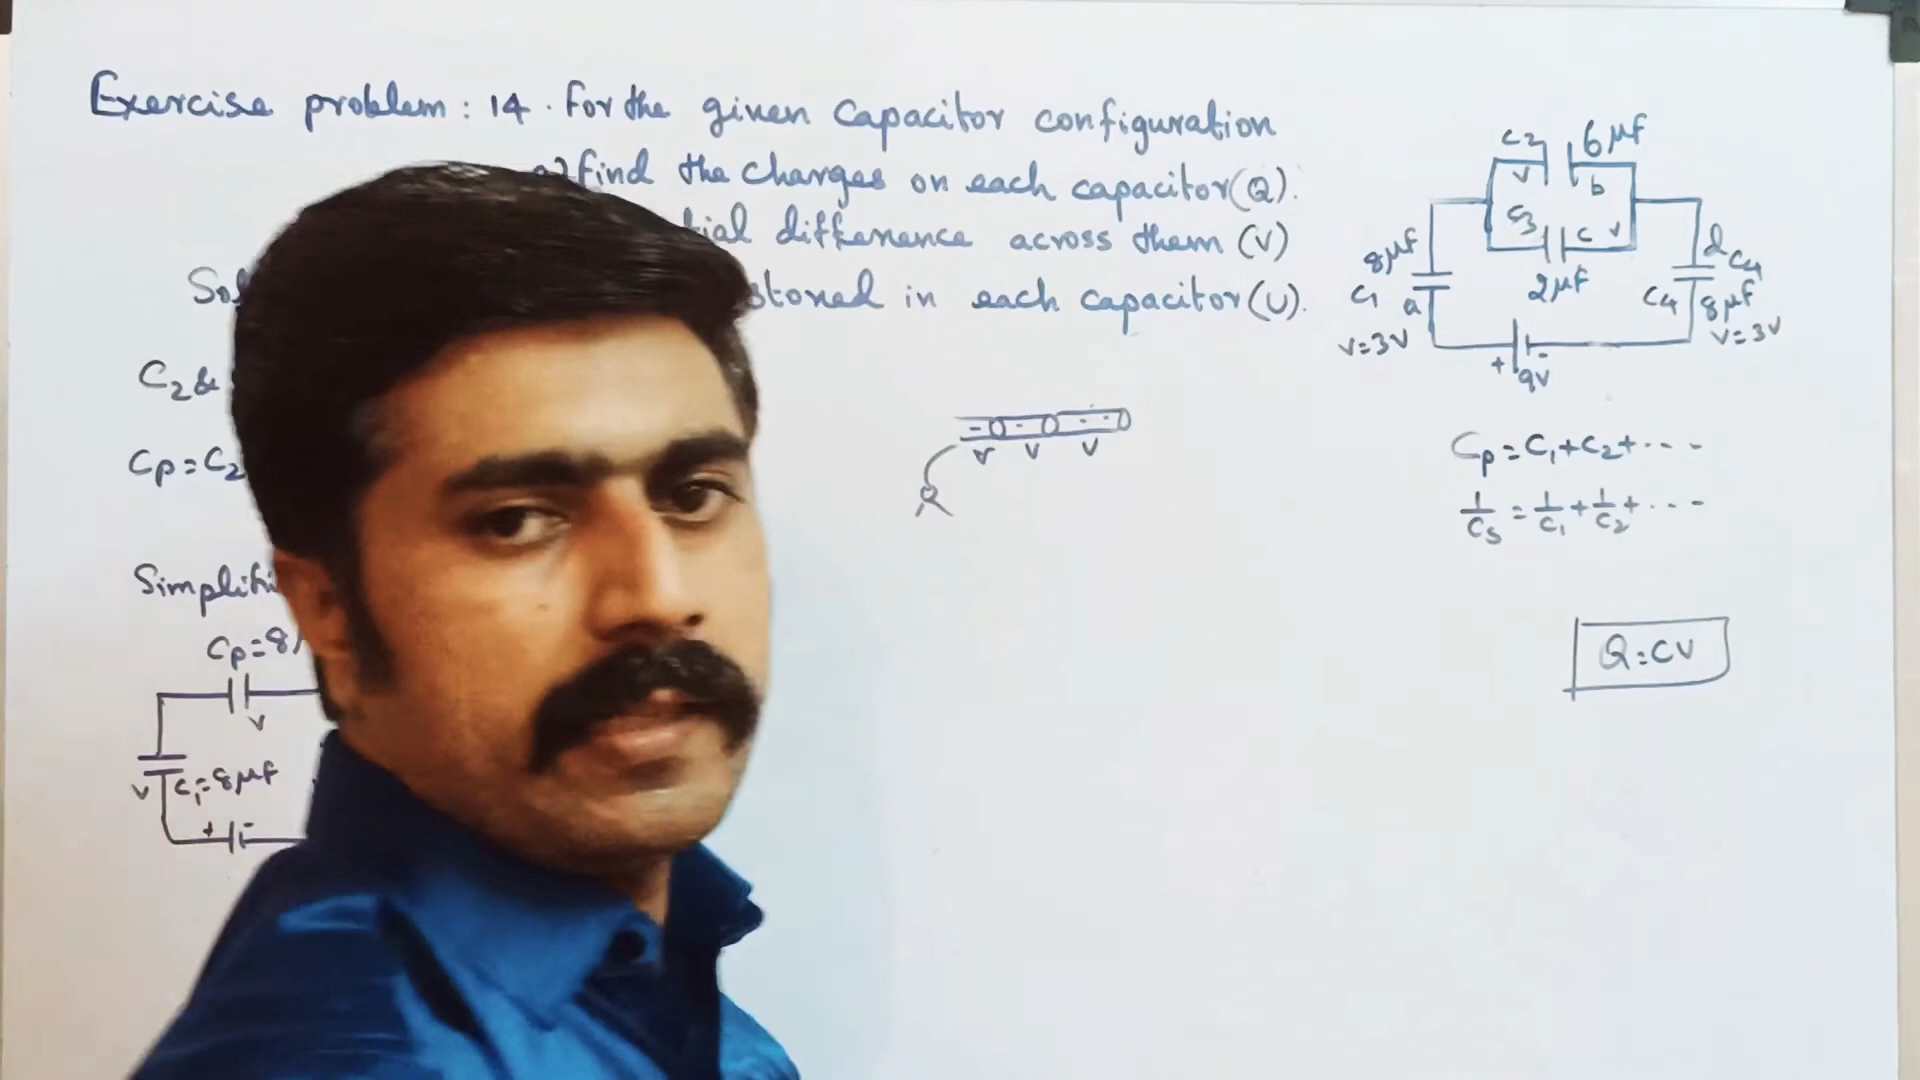 Exercise problem: 14. For the given capacitor configuration
Find the charges on each capacitor(Q).
difference across them (V)
stored in each capacitor (U).
C2 &
Cp = C2
Cp = 8
V
V C1 = 8μF
+ -
V V V
C2 6μF
V b
C3 C V
2μF
8μF
C1 a
V=3V
d C4
C4 8μF
V=3V
+ - 9V
Cp = C1 + C2 + ...
1/Cs = 1/C1 + 1/C2 + ...
Q=CV